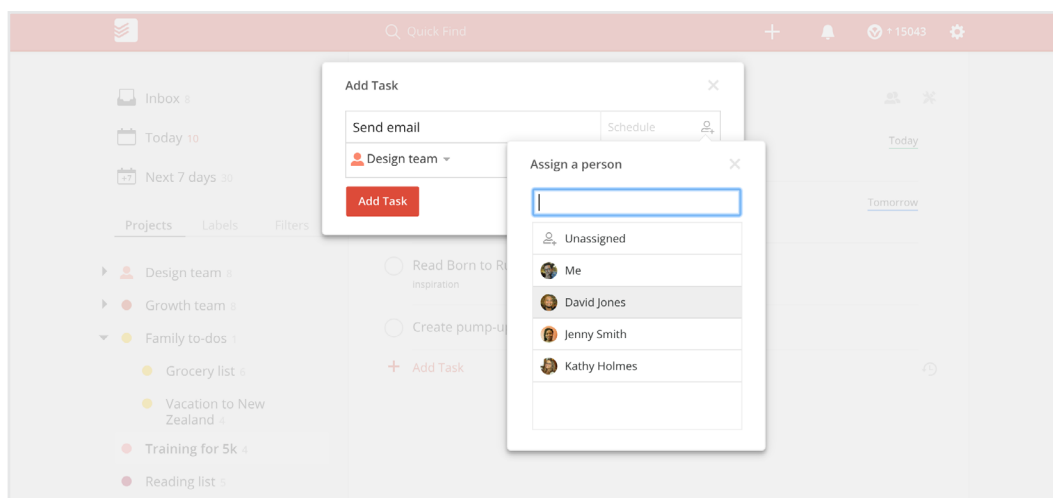 Quick Find
↑ 15043
Add Task
Send email
Schedule
Design team
Add Task
Assign a person
Unassigned
Me
David Jones
Jenny Smith
Kathy Holmes
Inbox 8
Today 10
+7 Next 7 days 30
Projects Labels Filters
Design team 8
Growth team 8
Family to-dos 1
Grocery list 6
Vacation to New
Zealand 4
Training for 5k 4
Reading list 5
Today
Tomorrow
Read Born to Ru
inspiration
Create pump-up
+ Add Task